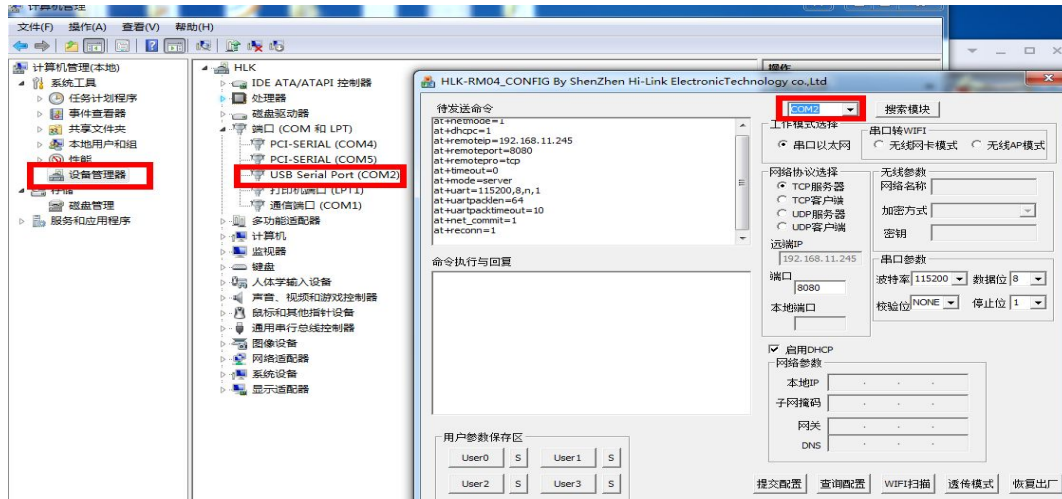 计算机管理
文件(F) 操作(A) 查看(V) 帮助(H)
计算机管理(本地)
系统工具
任务计划程序
事件查看器
共享文件夹
本地用户和组
性能
设备管理器
存储
磁盘管理
服务和应用程序
HLK
IDE ATA/ATAPI 控制器
处理器
磁盘驱动器
端口 (COM 和 LPT)
PCI-SERIAL (COM4)
PCI-SERIAL (COM5)
USB Serial Port (COM2)
打印机端口 (LPT1)
通信端口 (COM1)
多功能适配器
计算机
监视器
键盘
人体学输入设备
声音、视频和游戏控制器
鼠标和其他指针设备
通用串行总线控制器
图像设备
网络适配器
系统设备
显示适配器
操作
HLK-RM04_CONFIG By ShenZhen Hi-Link ElectronicTechnology co.,Ltd
待发送命令
at+netmode=1
at+dhcpc=1
at+remoteip=192.168.11.245
at+remoteport=8080
at+remotepro=tcp
at+timeout=0
at+mode=server
at+uart=115200,8,n,1
at+uartpacklen=64
at+uartpacktimeout=10
at+net_commit=1
at+reconn=1
命令执行与回复
用户参数保存区
User0 S User1 S
User2 S User3 S
COM2 搜索模块
工作模式选择
串口以太网
串口转WIFI
无线网卡模式 无线AP模式
网络协议选择
TCP服务器
TCP客户端
UDP服务器
UDP客户端
远端IP
192.168.11.245
端口
8080
本地端口
无线参数
网络名称
加密方式
密钥
串口参数
波特率 115200 数据位 8
校验位 NONE 停止位 1
启用DHCP
网络参数
本地IP
子网掩码
网关
DNS
提交配置 查询配置 WIFI扫描 透传模式 恢复出厂